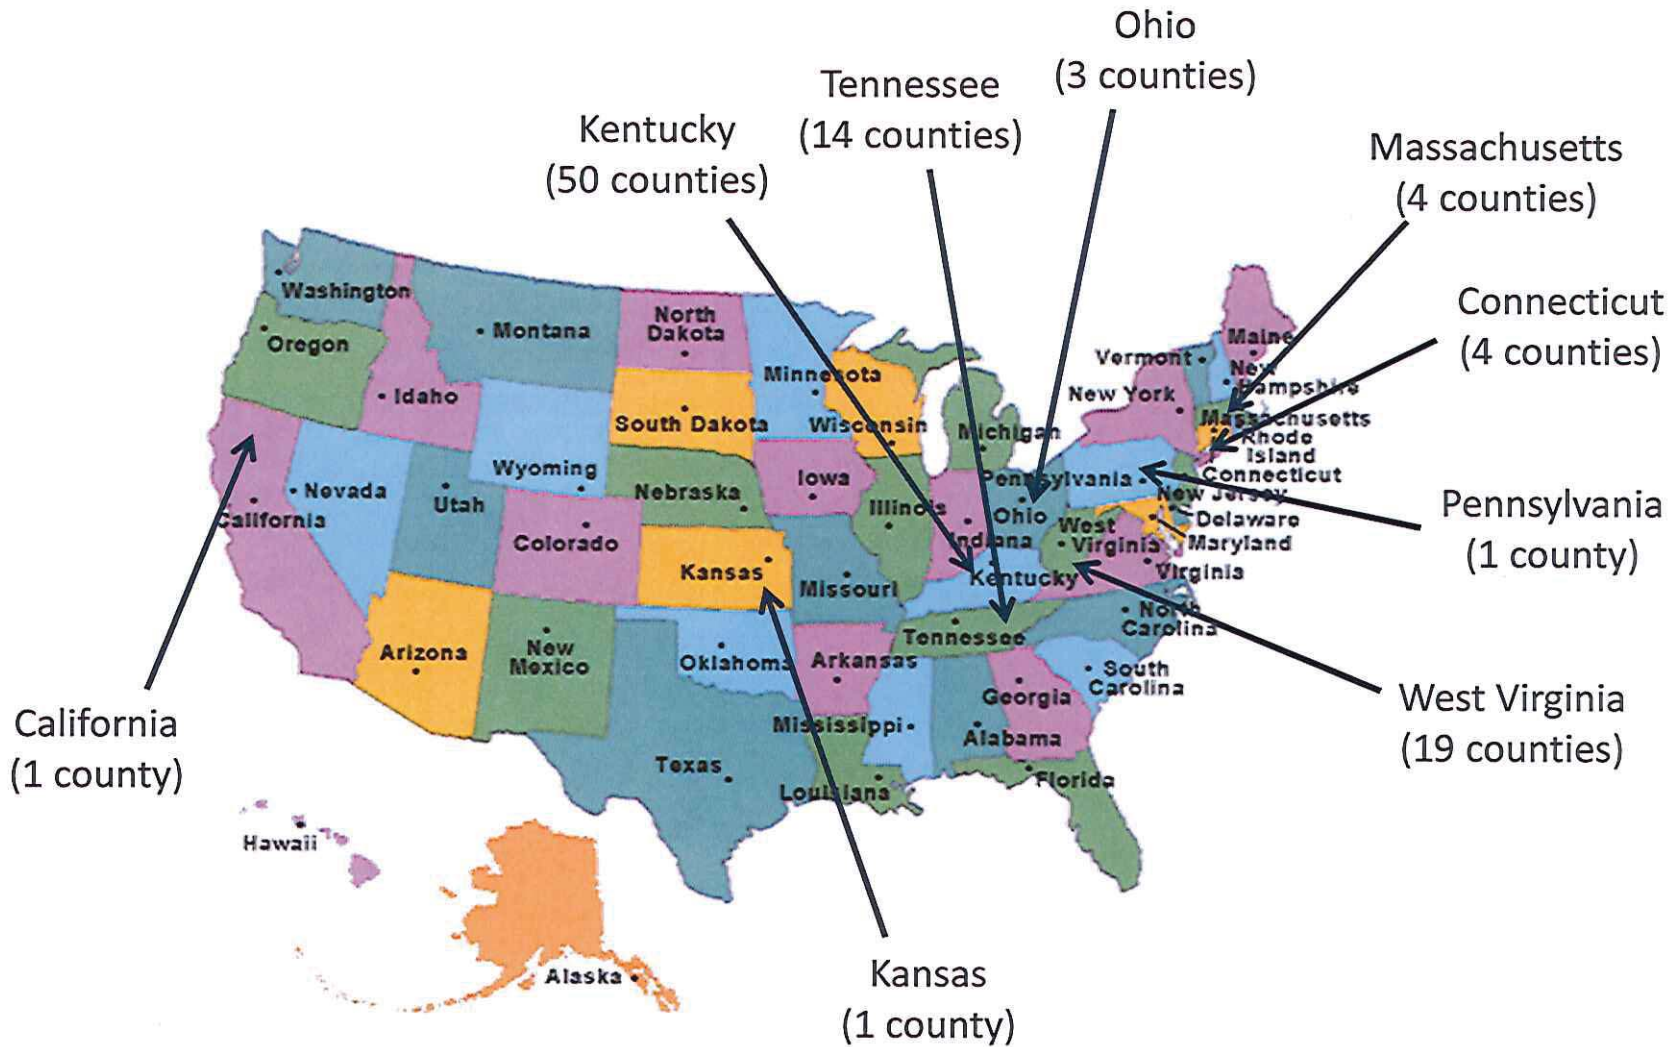 Ohio
(3 counties)
Tennessee
(14 counties)
Kentucky
(50 counties)
Massachusetts
(4 counties)
Connecticut
(4 counties)
Pennsylvania
(1 county)
West Virginia
(19 counties)
Kansas
(1 county)
California
(1 county)
Washington
Oregon
Idaho
Montana
North
Dakota
South Dakota
Minnesota
Wisconsin
Michigan
Vermont
Maine
New
Hampshire
New York
Massachusetts
Rhode
Island
Connecticut
New Jersey
Pennsylvania
Delaware
Maryland
Wyoming
Nevada
Utah
California
Colorado
Nebraska
Iowa
Illinois
Indiana
Ohio
West
Virginia
Virginia
Kansas
Missouri
Kentucky
Tennessee
North
Carolina
South
Carolina
Arizona
New
Mexico
Oklahoma
Arkansas
Texas
Louisiana
Mississippi
Alabama
Georgia
Florida
Hawaii
Alaska